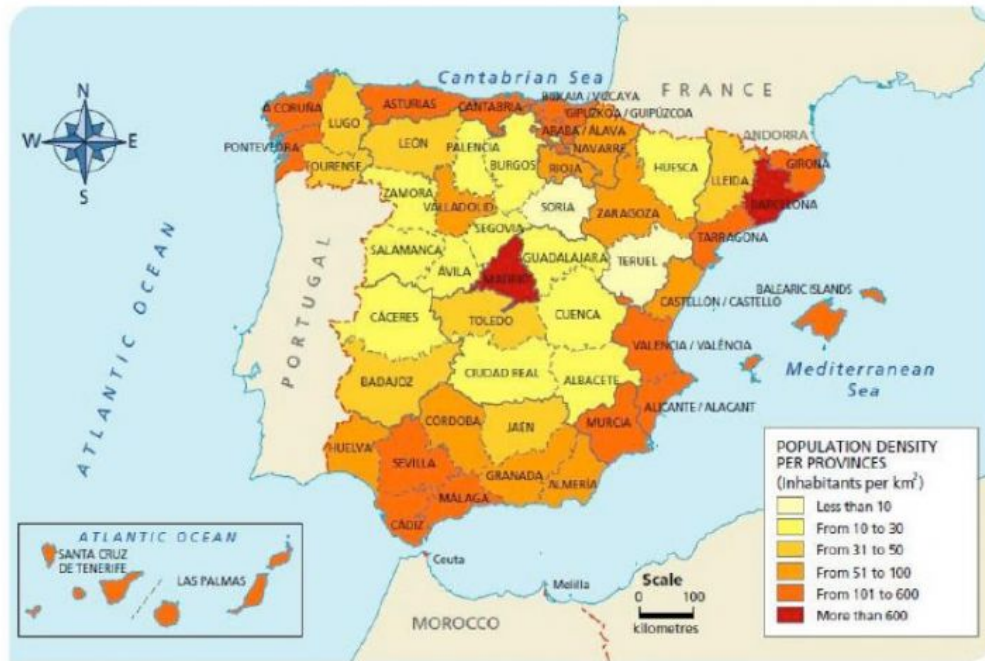 N
W
E
S
Cantabrian Sea
FRANCE
ANDORRA
A CORUÑA
LUGO
ASTURIAS
CANTABRIA
BIZKAIA / VIZCAYA
GIPUZKOA / GUIPÚZCOA
ARABA / ÁLAVA
NAVARRE
PONTEVEDRA
OURENSE
LEÓN
PALENCIA
BURGOS
RIOJA
HUESCA
LLEIDA
GIRONA
BARCELONA
ZAMORA
VALLADOLID
SORIA
ZARAGOZA
TARRAGONA
SEGOVIA
SALAMANCA
ÁVILA
MADRID
GUADALAJARA
TERUEL
CASTELLÓN / CASTELLÓ
BALEARIC ISLANDS
ATLANTIC OCEAN
PORTUGAL
CÁCERES
TOLEDO
CUENCA
VALENCIA / VALÈNCIA
Mediterranean
Sea
BADAJOZ
CIUDAD REAL
ALBACETE
ALICANTE / ALACANT
CÓRDOBA
JAÉN
MURCIA
HUELVA
SEVILLA
GRANADA
ALMERÍA
MÁLAGA
CÁDIZ
Ceuta
Melilla
MOROCCO
ATLANTIC OCEAN
SANTA CRUZ
DE TENERIFE
LAS PALMAS
Scale
0 100
kilometres
POPULATION DENSITY
PER PROVINCES
(Inhabitants per km²)
Less than 10
From 10 to 30
From 31 to 50
From 51 to 100
From 101 to 600
More than 600